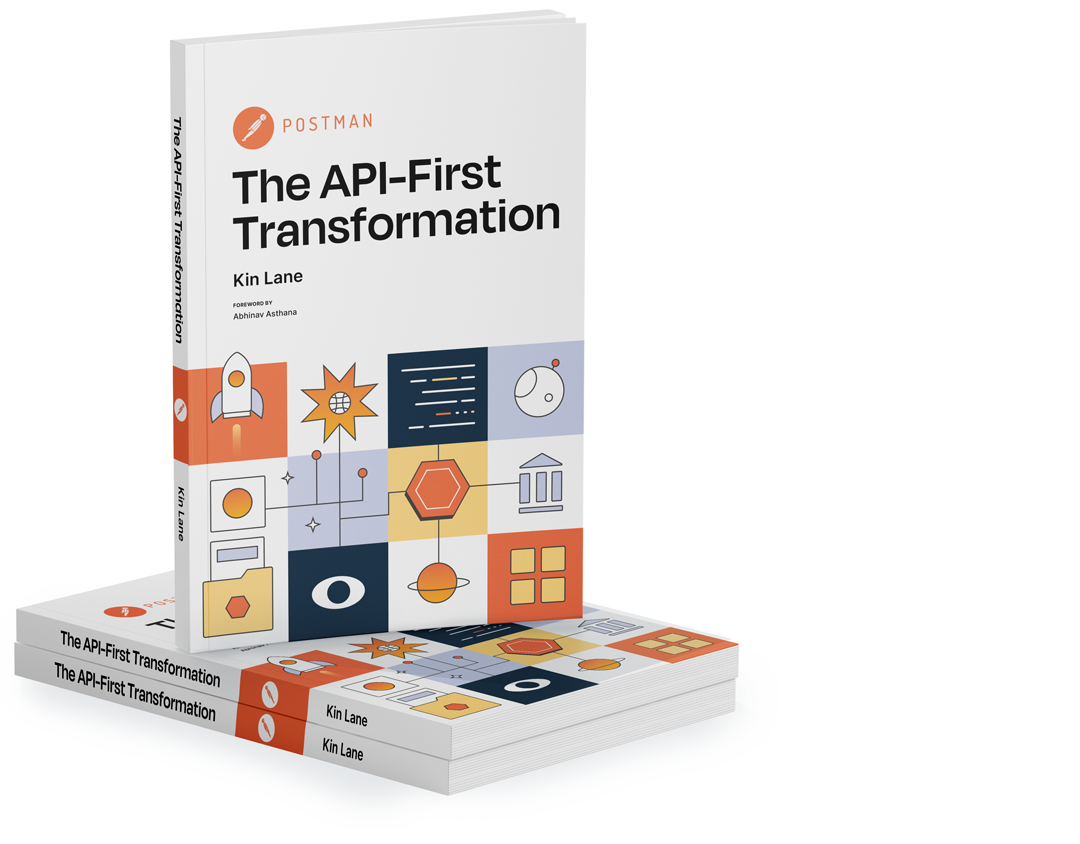 POSTMAN
The API-First
Transformation
Kin Lane
FOREWORD BY
Abhinav Asthana
The API-First Transformation
Kin Lane
The API-First Transformation
Kin Lane
The API-First Transformation
Kin Lane